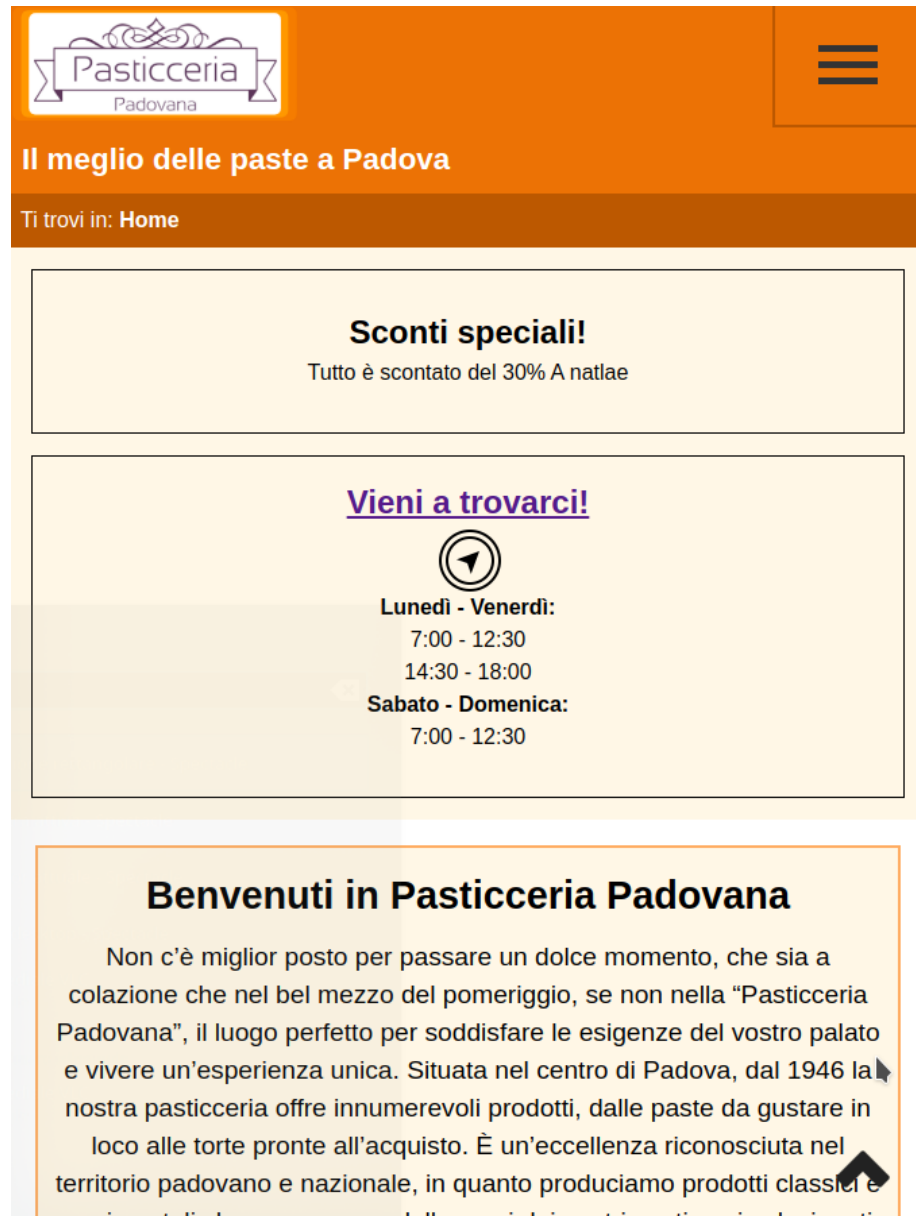 Pasticceria
Padovana
Il meglio delle paste a Padova
Ti trovi in: Home
Sconti speciali!
Tutto è scontato del 30% A natlae
Vieni a trovarci!
Lunedì - Venerdì:
7:00 - 12:30
14:30 - 18:00
Sabato - Domenica:
7:00 - 12:30
Benvenuti in Pasticceria Padovana
Non c’è miglior posto per passare un dolce momento, che sia a
colazione che nel bel mezzo del pomeriggio, se non nella “Pasticceria
Padovana”, il luogo perfetto per soddisfare le esigenze del vostro palato
e vivere un’esperienza unica. Situata nel centro di Padova, dal 1946 la
nostra pasticceria offre innumerevoli prodotti, dalle paste da gustare in
loco alle torte pronte all’acquisto. È un’eccellenza riconosciuta nel
territorio padovano e nazionale, in quanto produciamo prodotti classici e